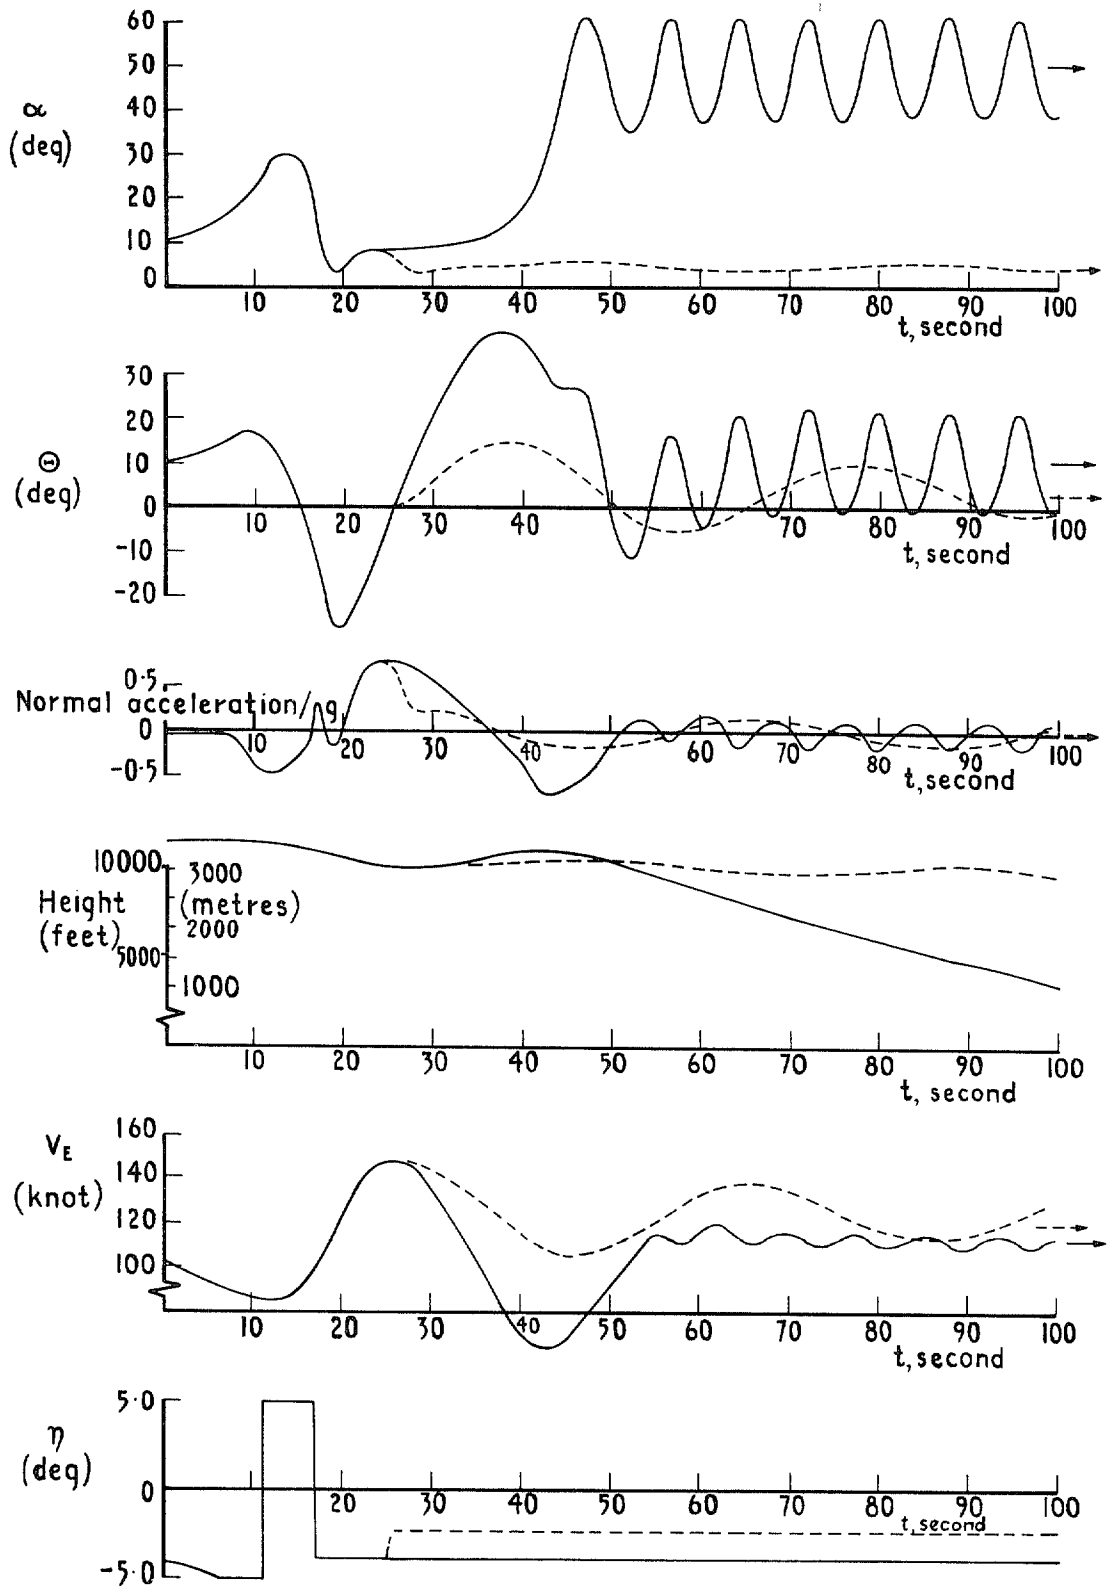 60
50
40
30
20
10
0
α
(deg)
10 20 30 40 50 60 70 80 90 100
t, second
30
20
10
0
-10
-20
Θ
(deg)
10 20 30 40 50 60 70 80 90 100
t, second
0·5
Normal acceleration/g
0
-0·5
10 20 30 40 50 60 70 80 90 100
t, second
10000
5000
Height
(feet)
3000
(metres)
2000
1000
10 20 30 40 50 60 70 80 90 100
t, second
160
140
120
100
VE
(knot)
10 20 30 40 50 60 70 80 90 100
t, second
5·0
0
-5·0
η
(deg)
20 30 40 50 60 70 80 90 100
t, second